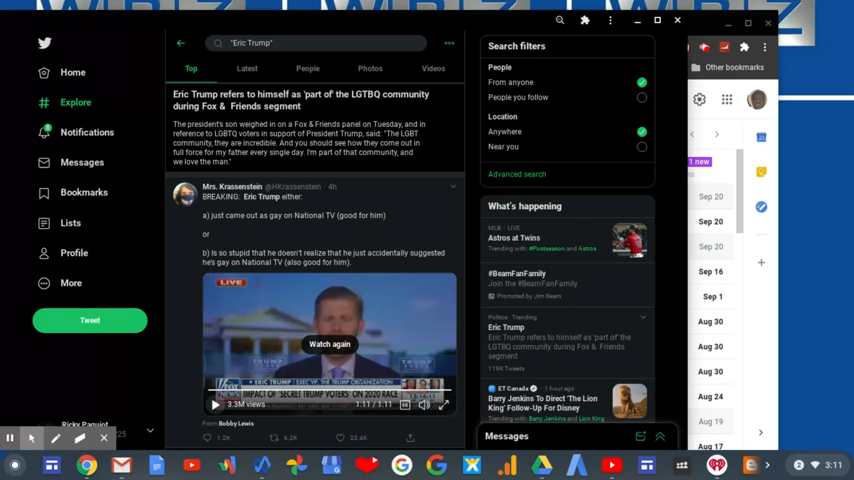 "Eric Trump"
Search filters
Other bookmarks
Home
Explore
Notifications
Messages
Bookmarks
Lists
Profile
More
Tweet
Top
Latest
People
Photos
Videos
Eric Trump refers to himself as 'part of' the LGTBQ community
during Fox & Friends segment
The president's son weighed in on a Fox & Friends panel on Tuesday, and in
reference to LGBTQ voters in support of President Trump, said: "The LGBT
community, they are incredible. And you should see how they come out in
full force for my father every single day. I'm part of that community, and
we love the man."
Mrs. Krassenstein @HKrassenstein · 4h
BREAKING: Eric Trump either:
a) just came out as gay on National TV (good for him)
or
b) Is so stupid that he doesn't realize that he just accidentally suggested
he's gay on National TV (also good for him).
LIVE
Watch again
ERIC TRUMP | EXEC VP, THE TRUMP ORGANIZATION
IMPACT OF 'SECRET TRUMP VOTERS' ON 2020 RACE
3.3M views
1:11 / 1:11
From Bobby Lewis
1.2K
6.2K
23.4K
People
From anyone
People you follow
Location
Anywhere
Near you
Advanced search
What's happening
MLB · LIVE
Astros at Twins
Trending with: #Postseason and Astros
#BeamFanFamily
Join the #BeamFanFamily
Promoted by Jim Beam
Politics · Trending
Eric Trump
Eric Trump refers to himself as 'part of' the
LGTBQ community during Fox & Friends
segment
119K Tweets
ET Canada · 1 hour ago
Barry Jenkins To Direct 'The Lion
King' Follow-Up For Disney
Trending with: Barry Jenkins and Lion King
Messages
1 new
Sep 20
Sep 20
Sep 20
Sep 16
Sep 1
Aug 30
Aug 30
Aug 30
Aug 24
Aug 19
Aug 17
2
3:11